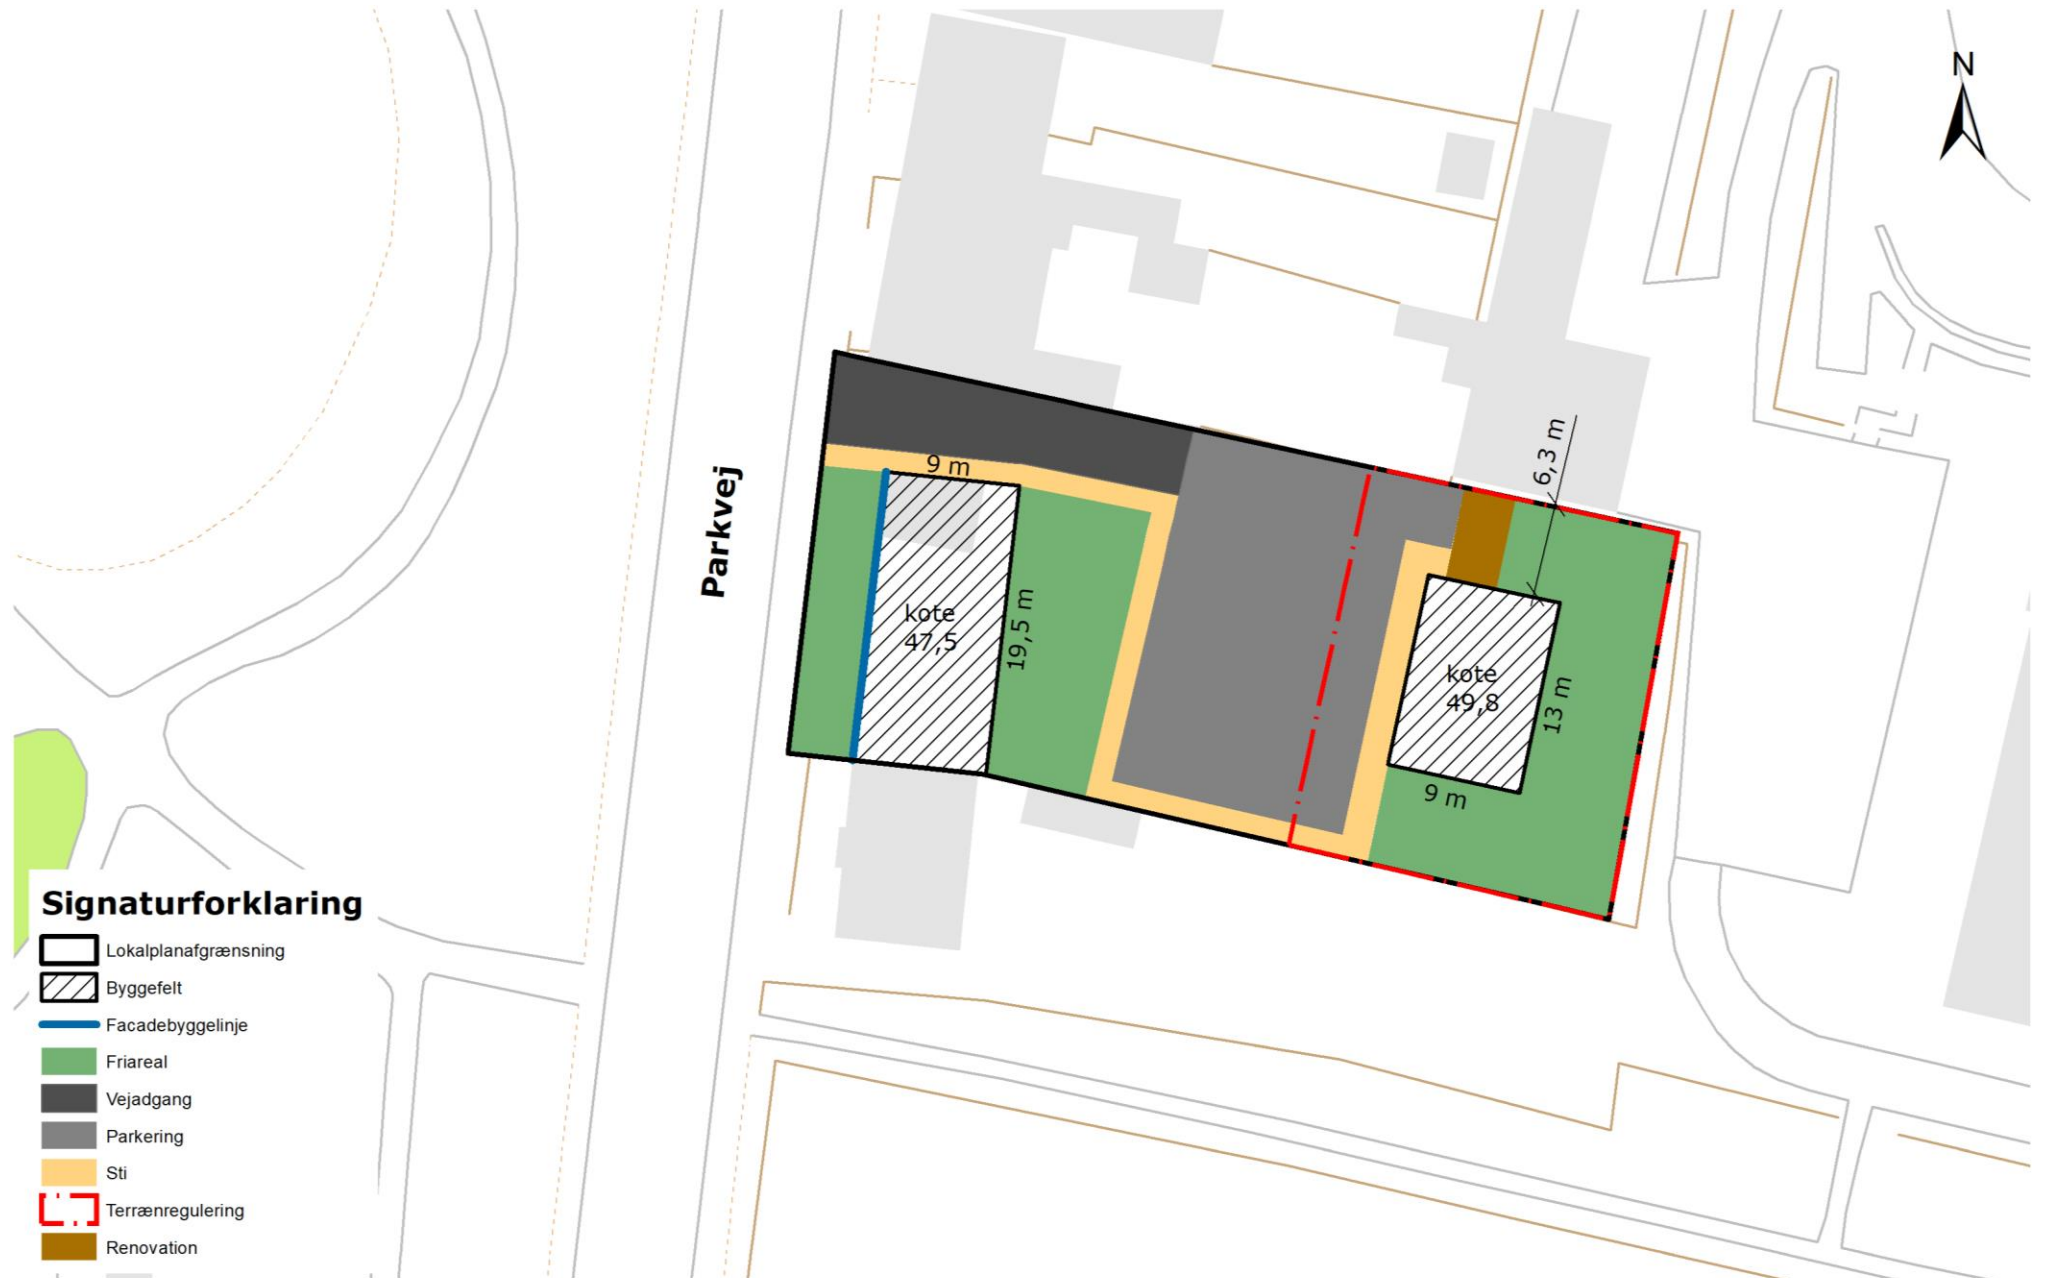 N
Parkvej
9 m
19,5 m
kote
47,5
6,3 m
kote
49,8
13 m
9 m
Signaturforklaring
Lokalplanafgrænsning
Byggefelt
Facadebyggelinje
Friareal
Vejadgang
Parkering
Sti
Terrænregulering
Renovation